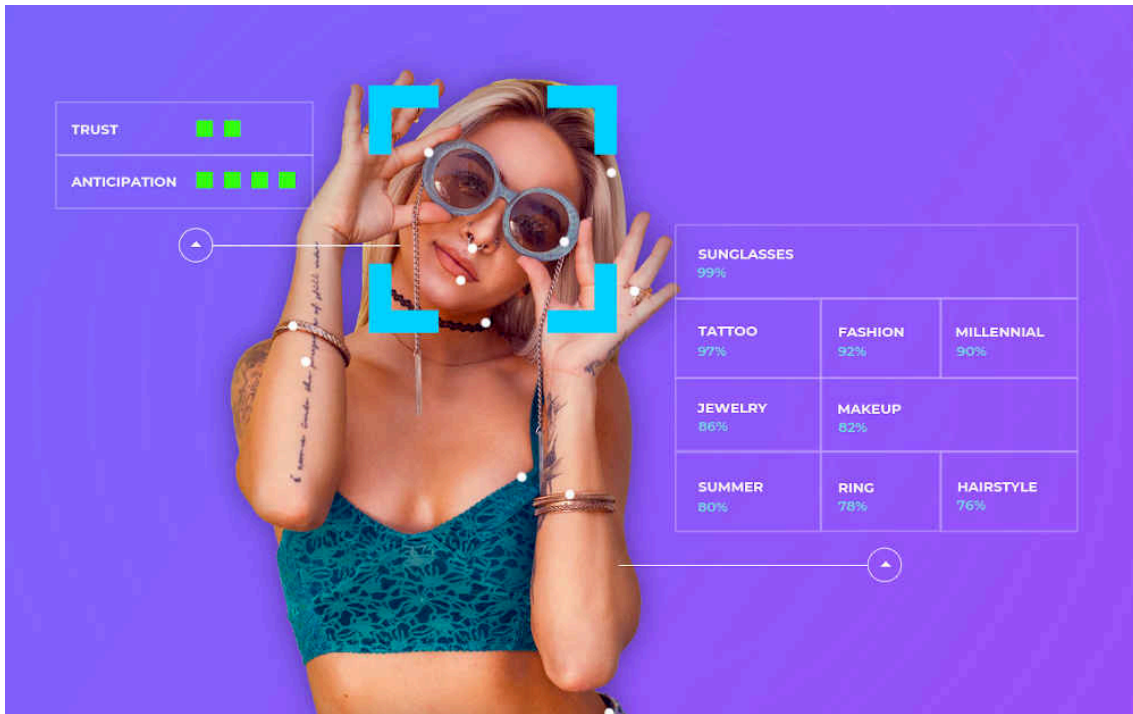 TRUST
ANTICIPATION
SUNGLASSES
99%
TATTOO
97%
FASHION
92%
MILLENNIAL
90%
JEWELRY
86%
MAKEUP
82%
SUMMER
80%
RING
78%
HAIRSTYLE
76%